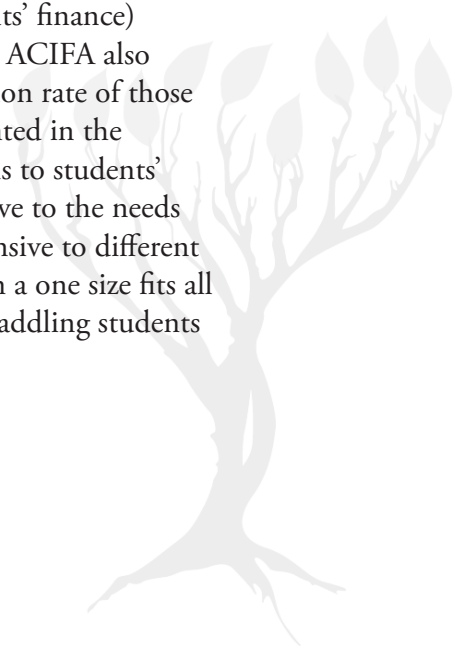 ts’ finance)
ACIFA also
on rate of those
ted in the
s to students’
ve to the needs
nsive to different
n a one size fits all
addling students